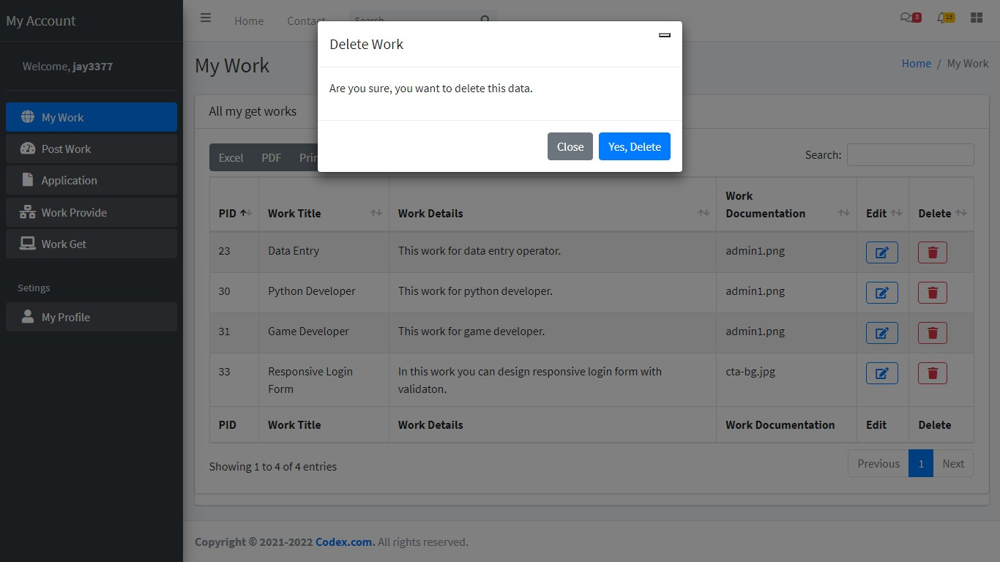 My Account
Home Contact Search
3
15
Welcome, jay3377
My Work
Post Work
Application
Work Provide
Work Get
Setings
My Profile
Delete Work
Are you sure, you want to delete this data.
Close Yes, Delete
My Work
Home / My Work
All my get works
Excel PDF
Search:
PID Work Title Work Details Work Documentation Edit Delete
23 Data Entry This work for data entry operator. admin1.png
30 Python Developer This work for python developer. admin1.png
31 Game Developer This work for game developer. admin1.png
33 Responsive Login Form In this work you can design responsive login form with validaton. cta-bg.jpg
PID Work Title Work Details Work Documentation Edit Delete
Showing 1 to 4 of 4 entries
Previous 1 Next
Copyright © 2021-2022 Codex.com. All rights reserved.